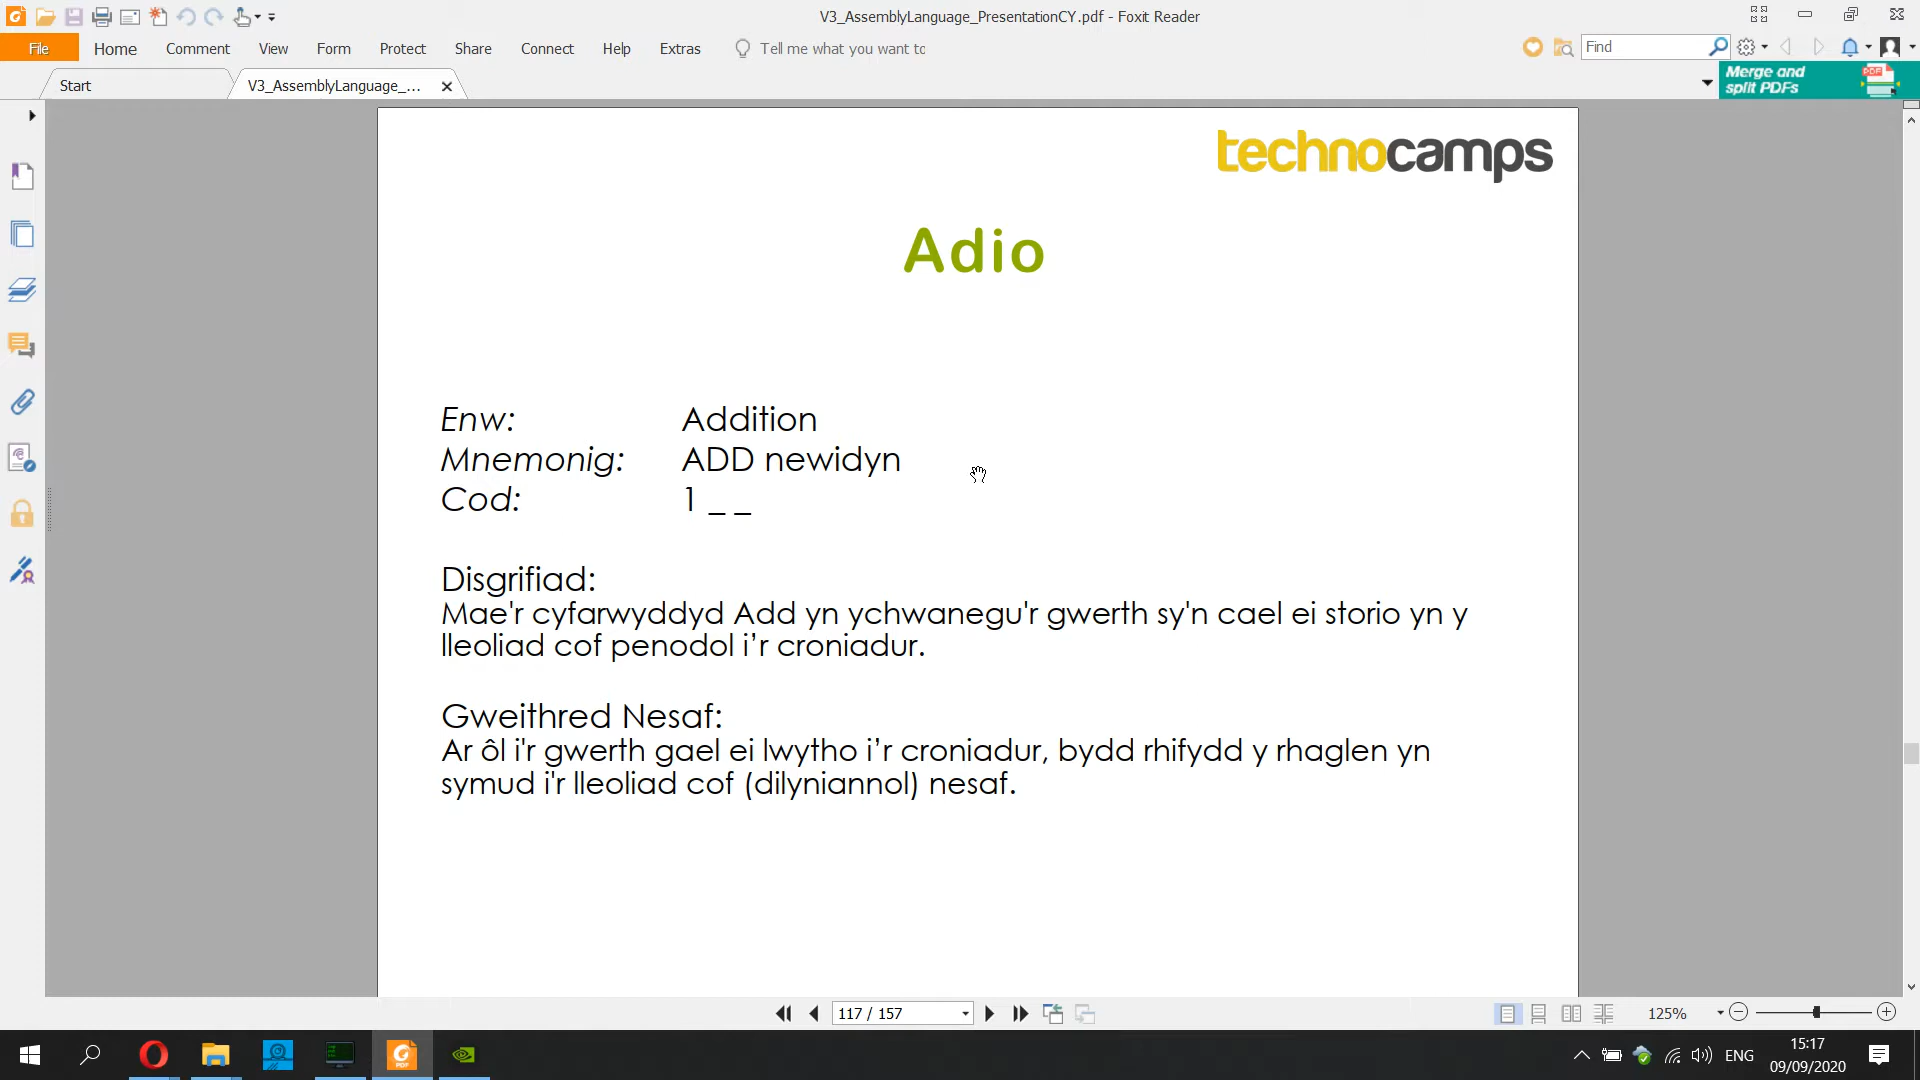 V3_AssemblyLanguage_PresentationCY.pdf - Foxit Reader
File Home Comment View Form Protect Share Connect Help Extras Tell me what you want to Find
Start V3_AssemblyLanguage_...
Merge and
split PDFs
PDF
technocamps
Adio
Enw: Addition
Mnemonig: ADD newidyn
Cod: 1 _ _
Disgrifiad:
Mae'r cyfarwyddyd Add yn ychwanegu'r gwerth sy'n cael ei storio yn y
lleoliad cof penodol i’r croniadur.
Gweithred Nesaf:
Ar ôl i'r gwerth gael ei lwytho i’r croniadur, bydd rhifydd y rhaglen yn
symud i'r lleoliad cof (dilyniannol) nesaf.
117 / 157
125%
PDF
ENG
15:17
09/09/2020